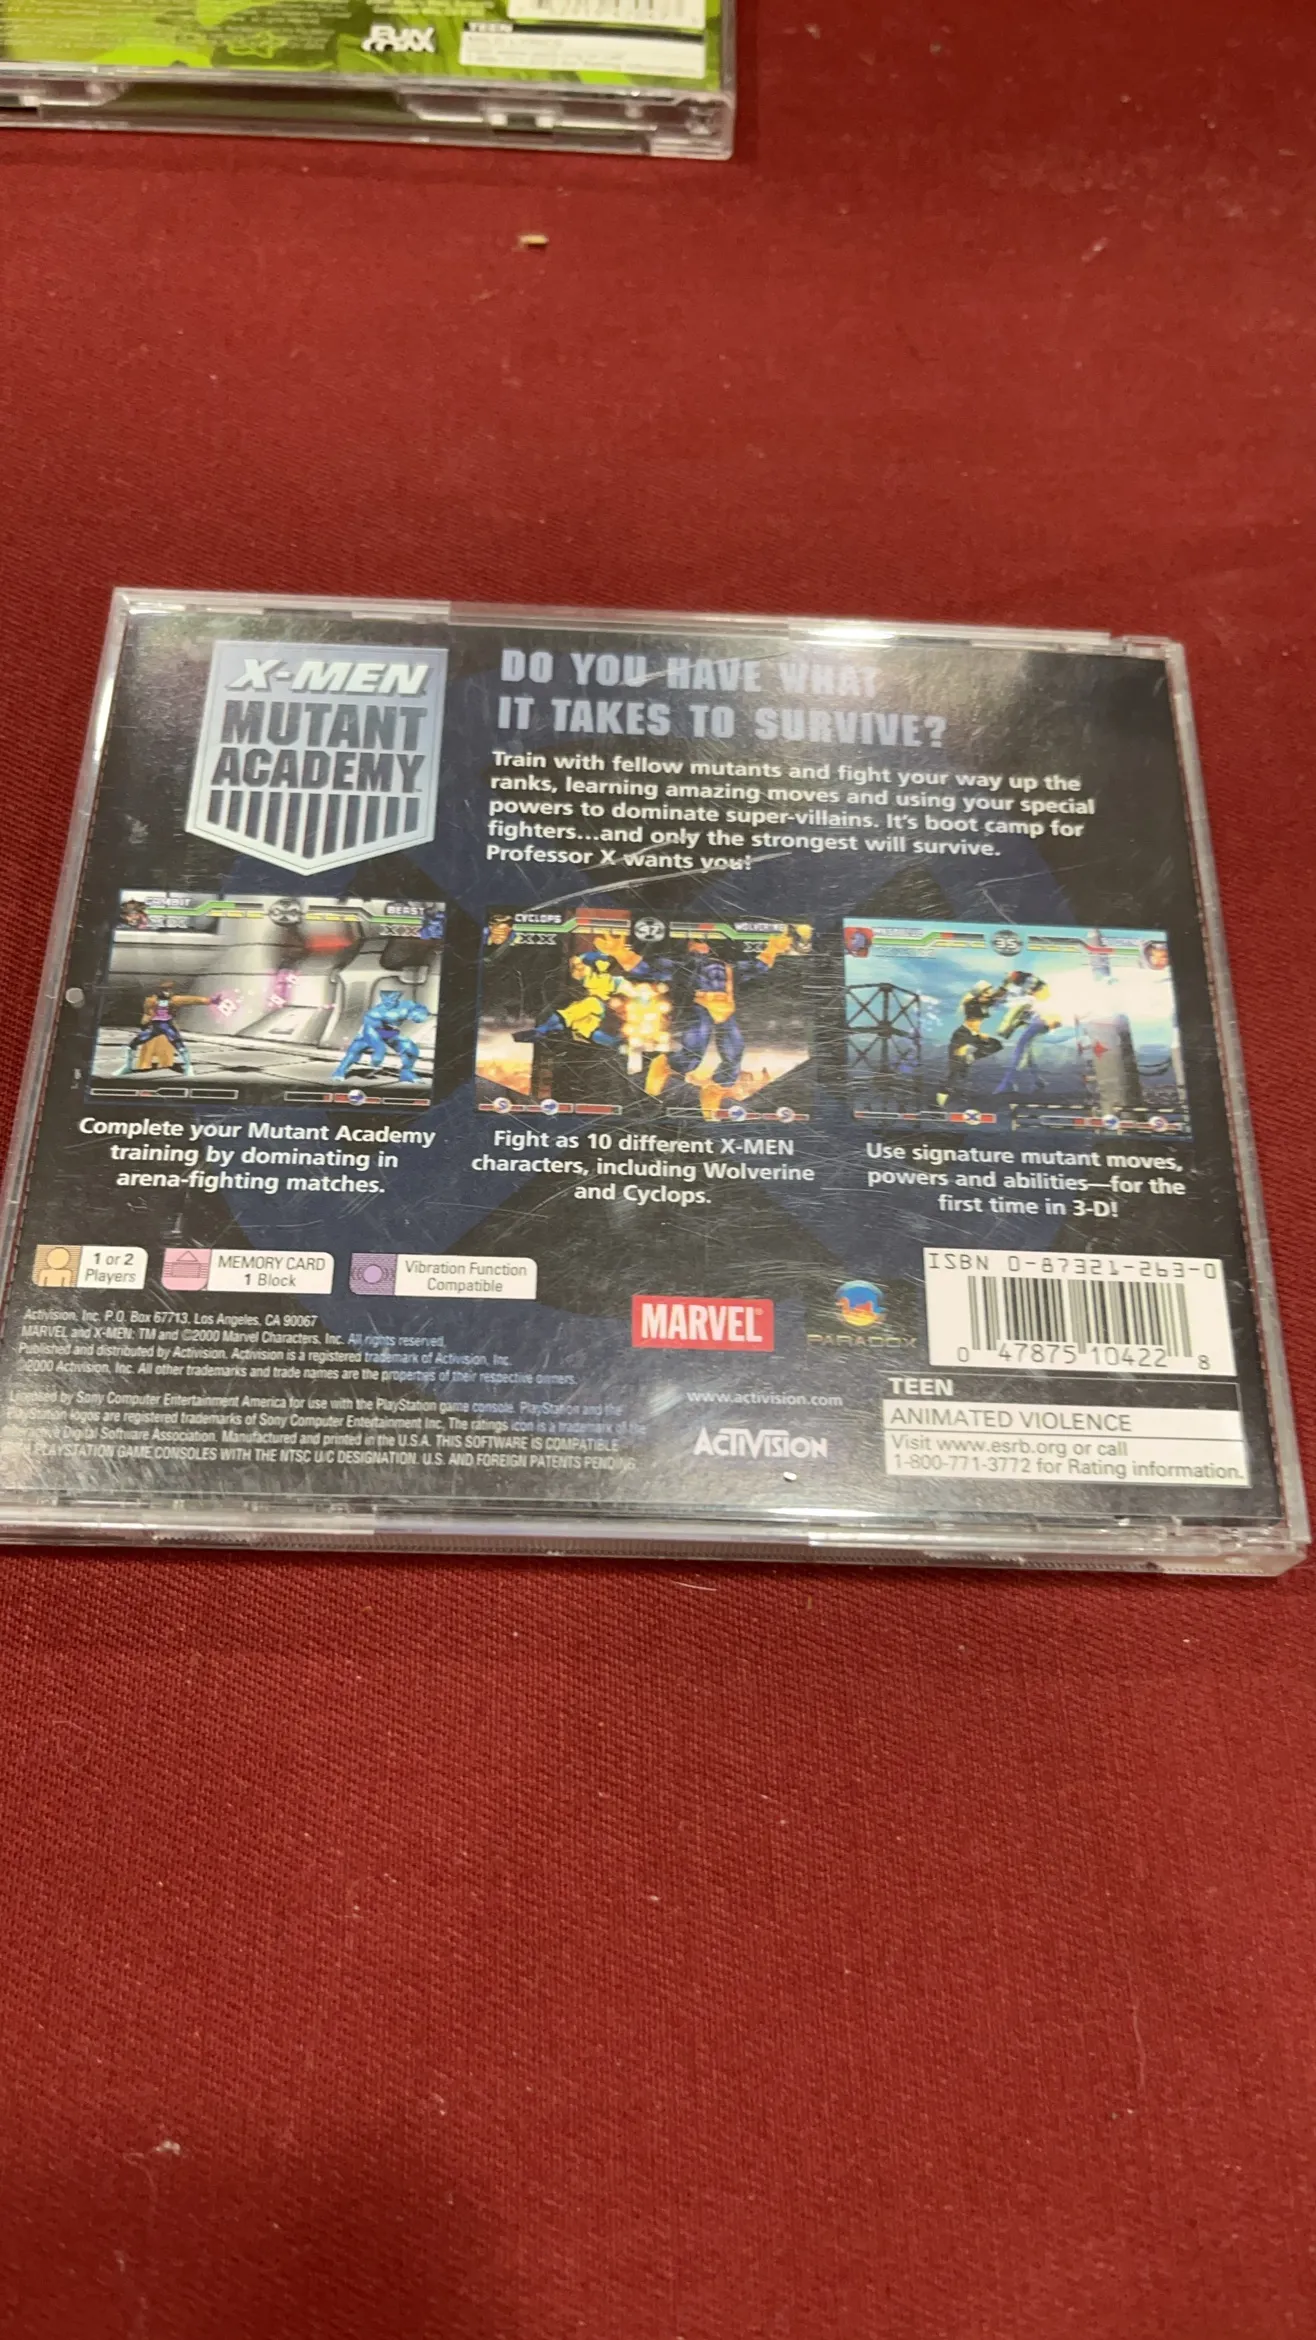 TEEN
X-MEN
MUTANT
ACADEMY
DO YOU HAVE WHAT
IT TAKES TO SURVIVE?
Train with fellow mutants and fight your way up the
ranks, learning amazing moves and using your special
powers to dominate super-villains. It's boot camp for
fighters...and only the strongest will survive.
Professor X wants you!
GAMBIT
BEAST
XX
CYCLOPS
XX
37
WOLVERINE
35
Complete your Mutant Academy
training by dominating in
arena-fighting matches.
Fight as 10 different X-MEN
characters, including Wolverine
and Cyclops.
Use signature mutant moves,
powers and abilities—for the
first time in 3-D!
1 or 2
Players
MEMORY CARD
1 Block
Vibration Function
Compatible
Activision, Inc. P.O. Box 67713, Los Angeles, CA 90067
MARVEL and X-MEN: TM and ©2000 Marvel Characters, Inc. All rights reserved.
Published and distributed by Activision. Activision is a registered trademark of Activision, Inc.
©2000 Activision, Inc. All other trademarks and trade names are the properties of their respective owners.
Licensed by Sony Computer Entertainment America for use with the PlayStation game console. PlayStation and the
PlayStation logos are registered trademarks of Sony Computer Entertainment Inc. The ratings icon is a trademark of the
Digital Software Association. Manufactured and printed in the U.S.A. THIS SOFTWARE IS COMPATIBLE
PLAYSTATION GAME CONSOLES WITH THE NTSC U/C DESIGNATION. U.S. AND FOREIGN PATENTS PENDING.
MARVEL
PARADOX
www.activision.com
ACTIVISION
ISBN 0-87321-263-0
0 47875 10422 8
TEEN
ANIMATED VIOLENCE
Visit www.esrb.org or call
1-800-771-3772 for Rating information.